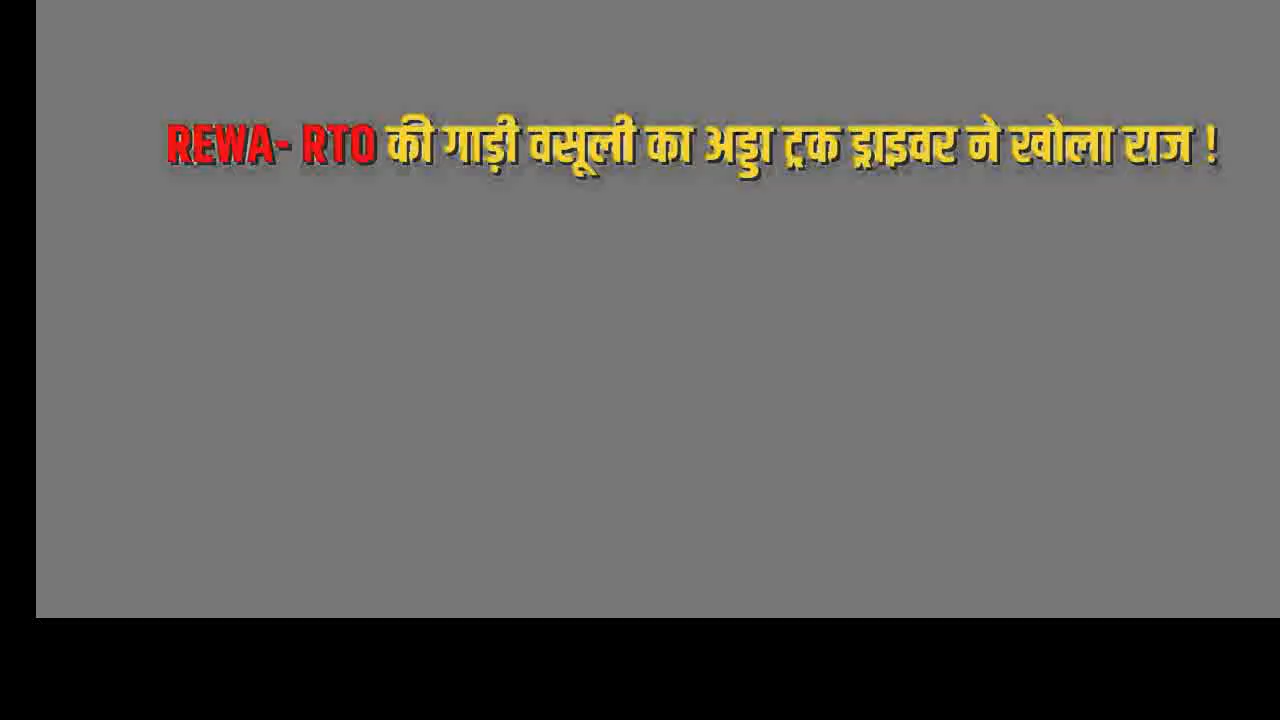 REWA- RTO की गाड़ी वसूली का अड्डा ट्रक ड्राइवर ने खोला राज !